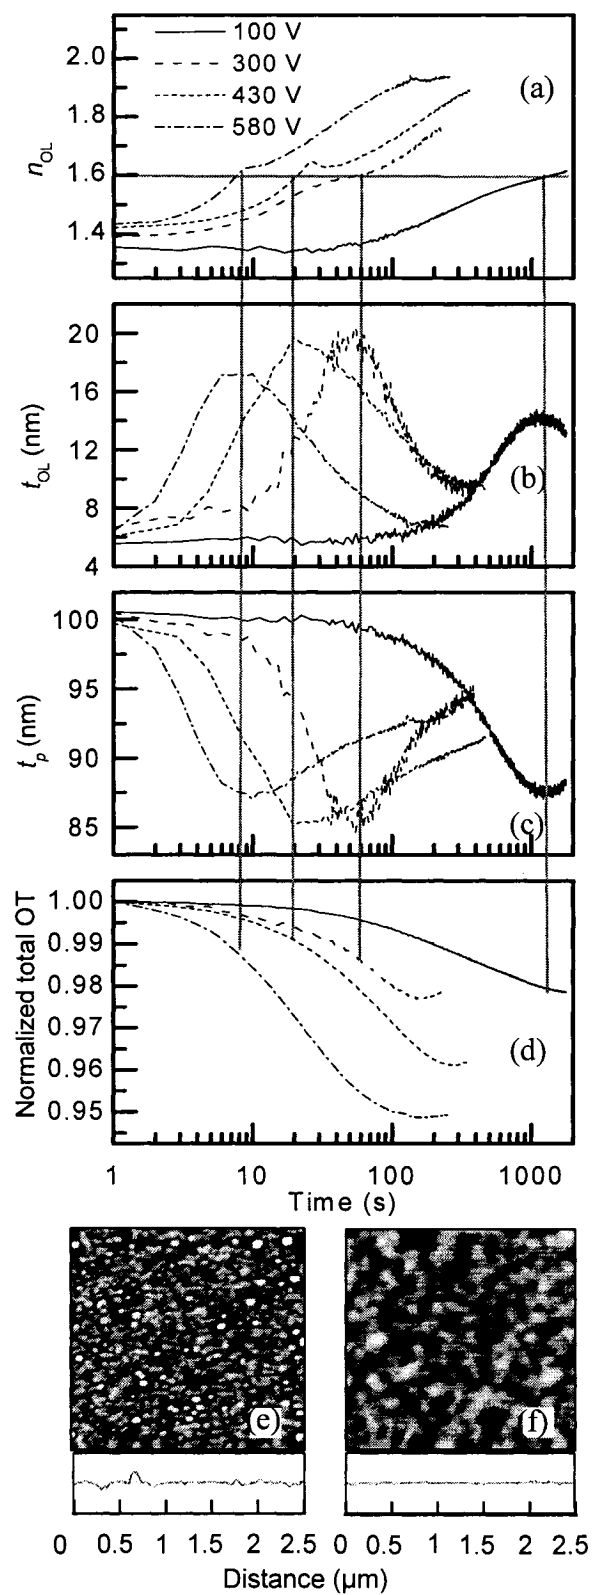 2.0
1.8
1.6
1.4
n_OL
100 V
300 V
430 V
580 V
(a)
20
16
12
8
4
t_OL (nm)
(b)
100
95
90
85
t_p (nm)
(c)
1.00
0.99
0.98
0.97
0.96
0.95
Normalized total OT
(d)
1 10 100 1000
Time (s)
(e)
(f)
0 0.5 1 1.5 2 2.5
0 0.5 1 1.5 2 2.5
Distance (µm)